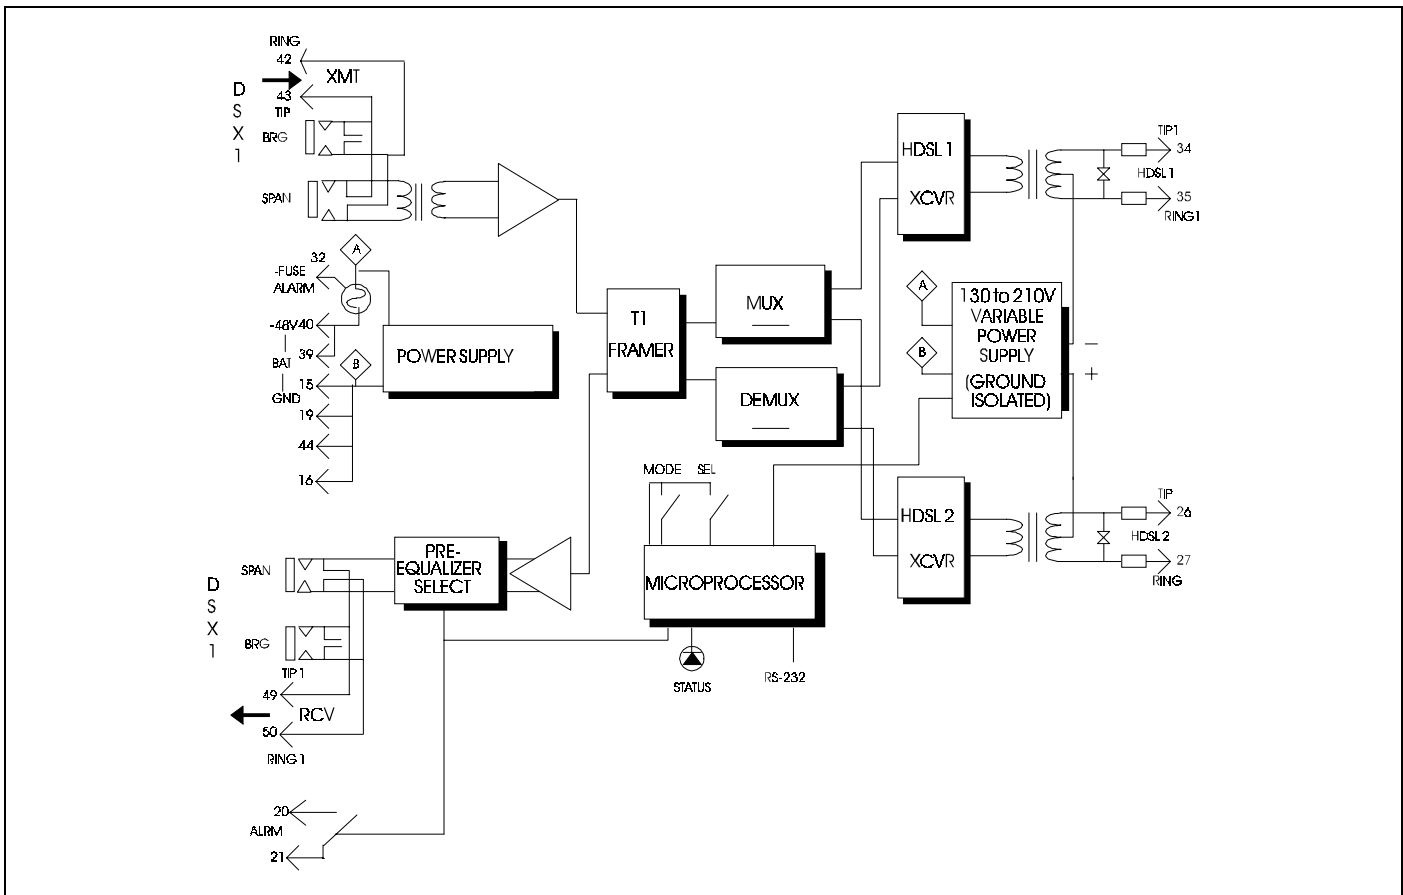 RING
42
XMT
43
TIP
D
S
X
1
BRG
SPAN
A
32
-FUSE
ALARM
-48V 40
39
BAT
B
15
GND
19
44
16
POWER SUPPLY
T1
FRAMER
MUX
DEMUX
HDSL 1
XCVR
TIP1
34
HDSL 1
35
RING1
A
B
130 to 210V
VARIABLE
POWER
SUPPLY
(GROUND
ISOLATED)
−
+
HDSL 2
XCVR
TIP
26
HDSL 2
27
RING
MODE SEL
MICROPROCESSOR
STATUS
RS-232
PRE-
EQUALIZER
SELECT
SPAN
D
S
X
1
BRG
TIP 1
49
RCV
50
RING 1
20
ALRM
21